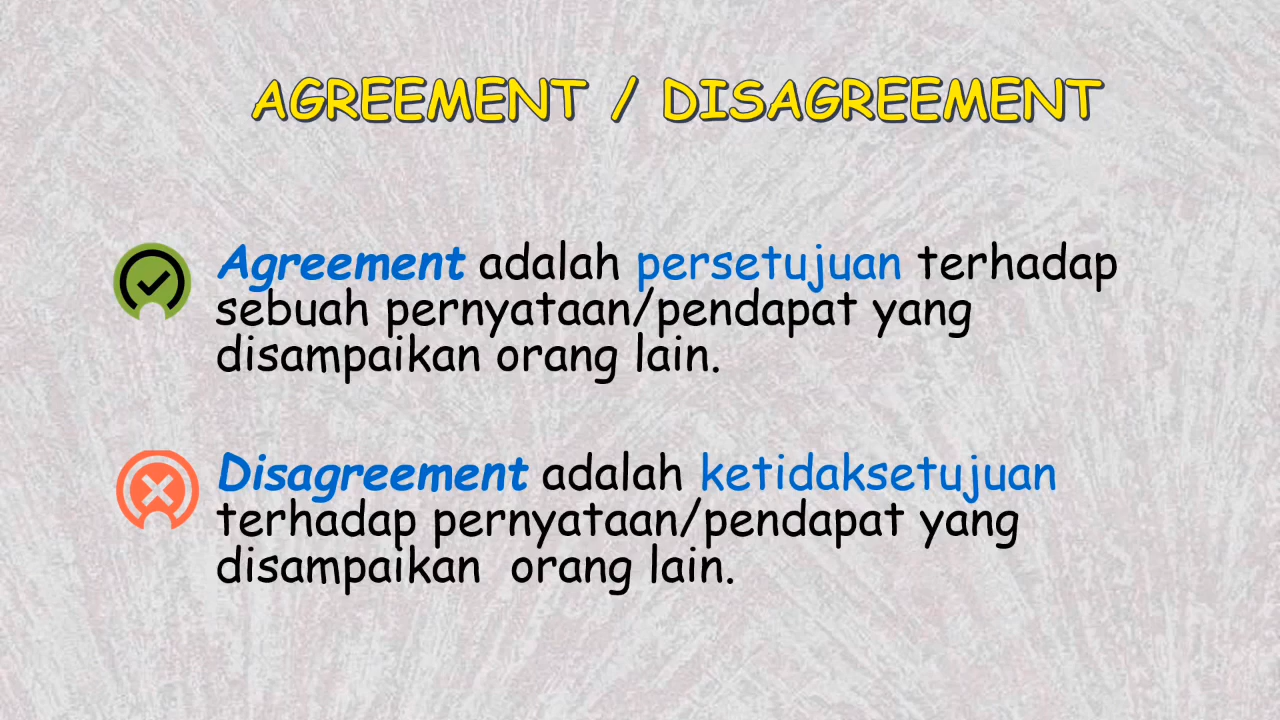 AGREEMENT / DISAGREEMENT
Agreement adalah persetujuan terhadap
sebuah pernyataan/pendapat yang
disampaikan orang lain.
Disagreement adalah ketidaksetujuan
terhadap pernyataan/pendapat yang
disampaikan  orang lain.